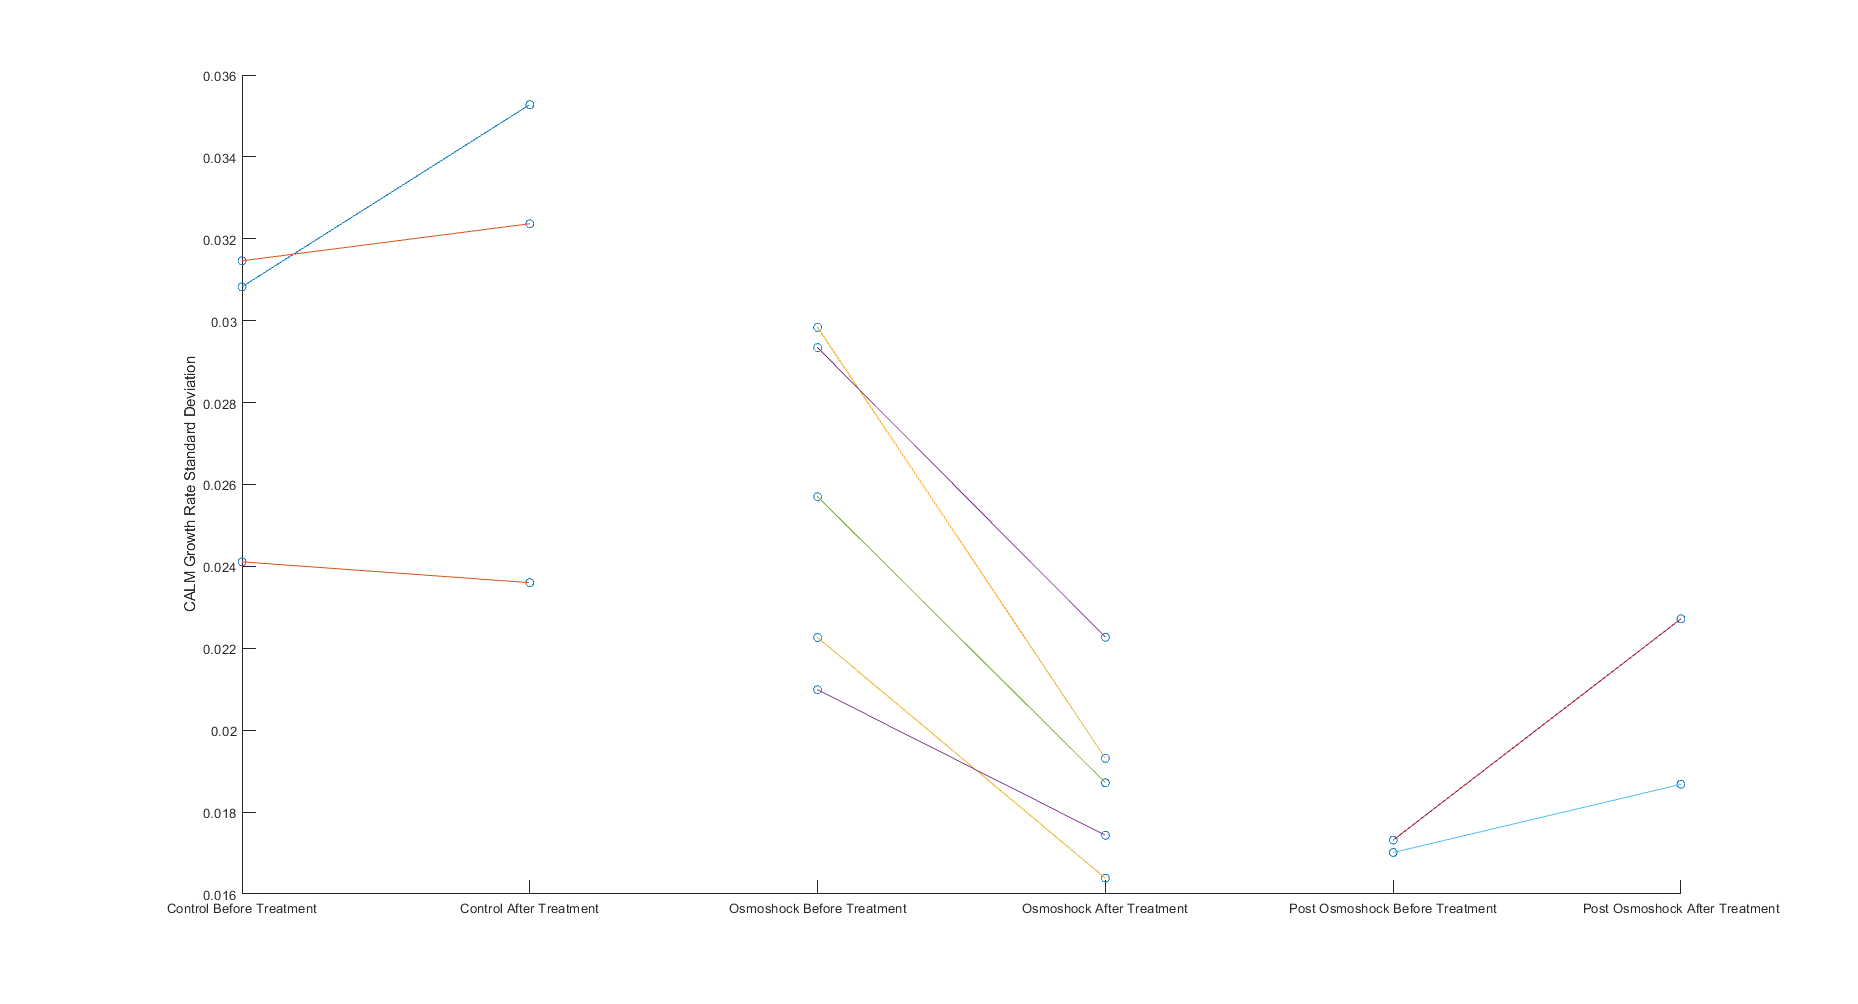 0.036
0.034
0.032
0.03
0.028
0.026
0.024
0.022
0.02
0.018
0.016
CALM Growth Rate Standard Deviation
Control Before Treatment
Control After Treatment
Osmoshock Before Treatment
Osmoshock After Treatment
Post Osmoshock Before Treatment
Post Osmoshock After Treatment